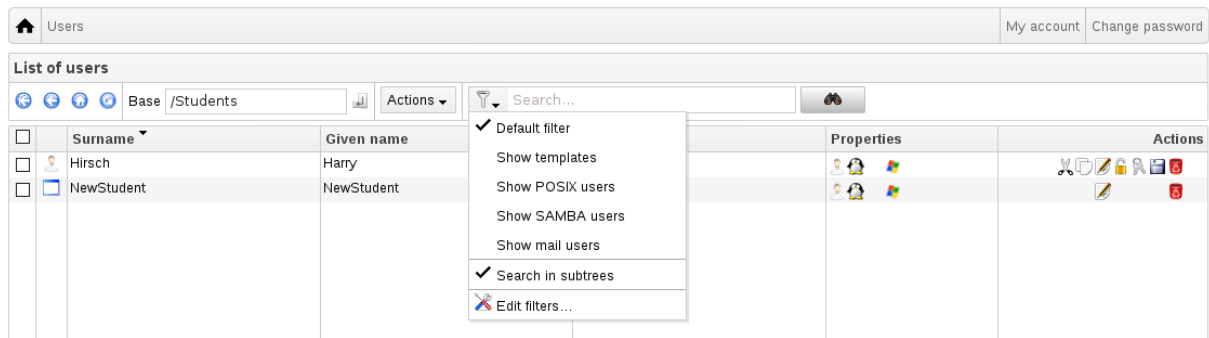 Users My account Change password
List of users
Base /Students Actions Search...
Surname Given name Properties Actions
Hirsch Harry
NewStudent NewStudent
Default filter
Show templates
Show POSIX users
Show SAMBA users
Show mail users
Search in subtrees
Edit filters...